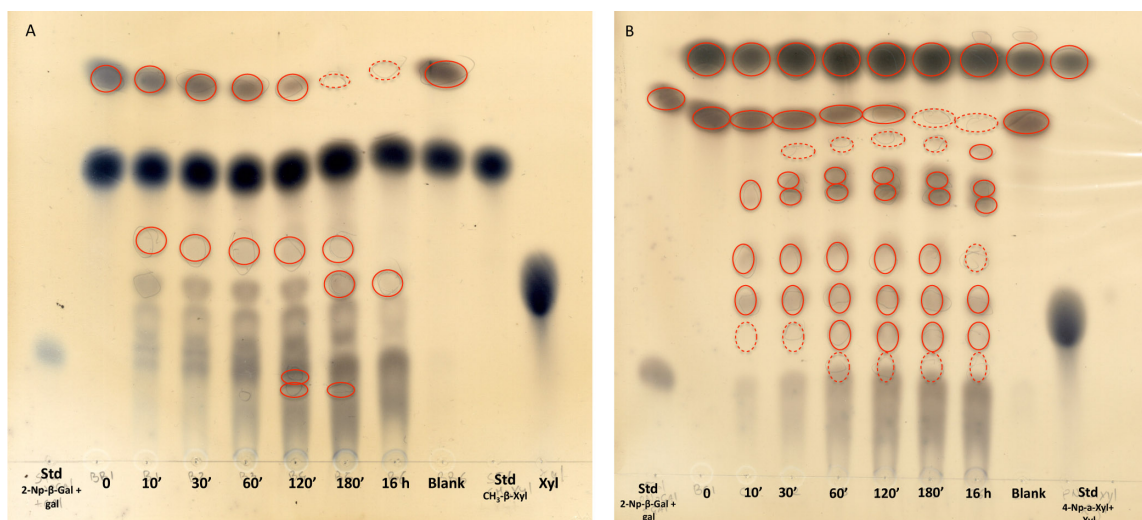 A
Std
2-Np-β-Gal +
gal
0
10’
30’
60’
120’
180’
16 h
Blank
Std
CH₃-β-Xyl
Xyl
B
Std
2-Np-β-Gal +
gal
0
10’
30’
60’
120’
180’
16 h
Blank
Std
4-Np-a-Xyl+